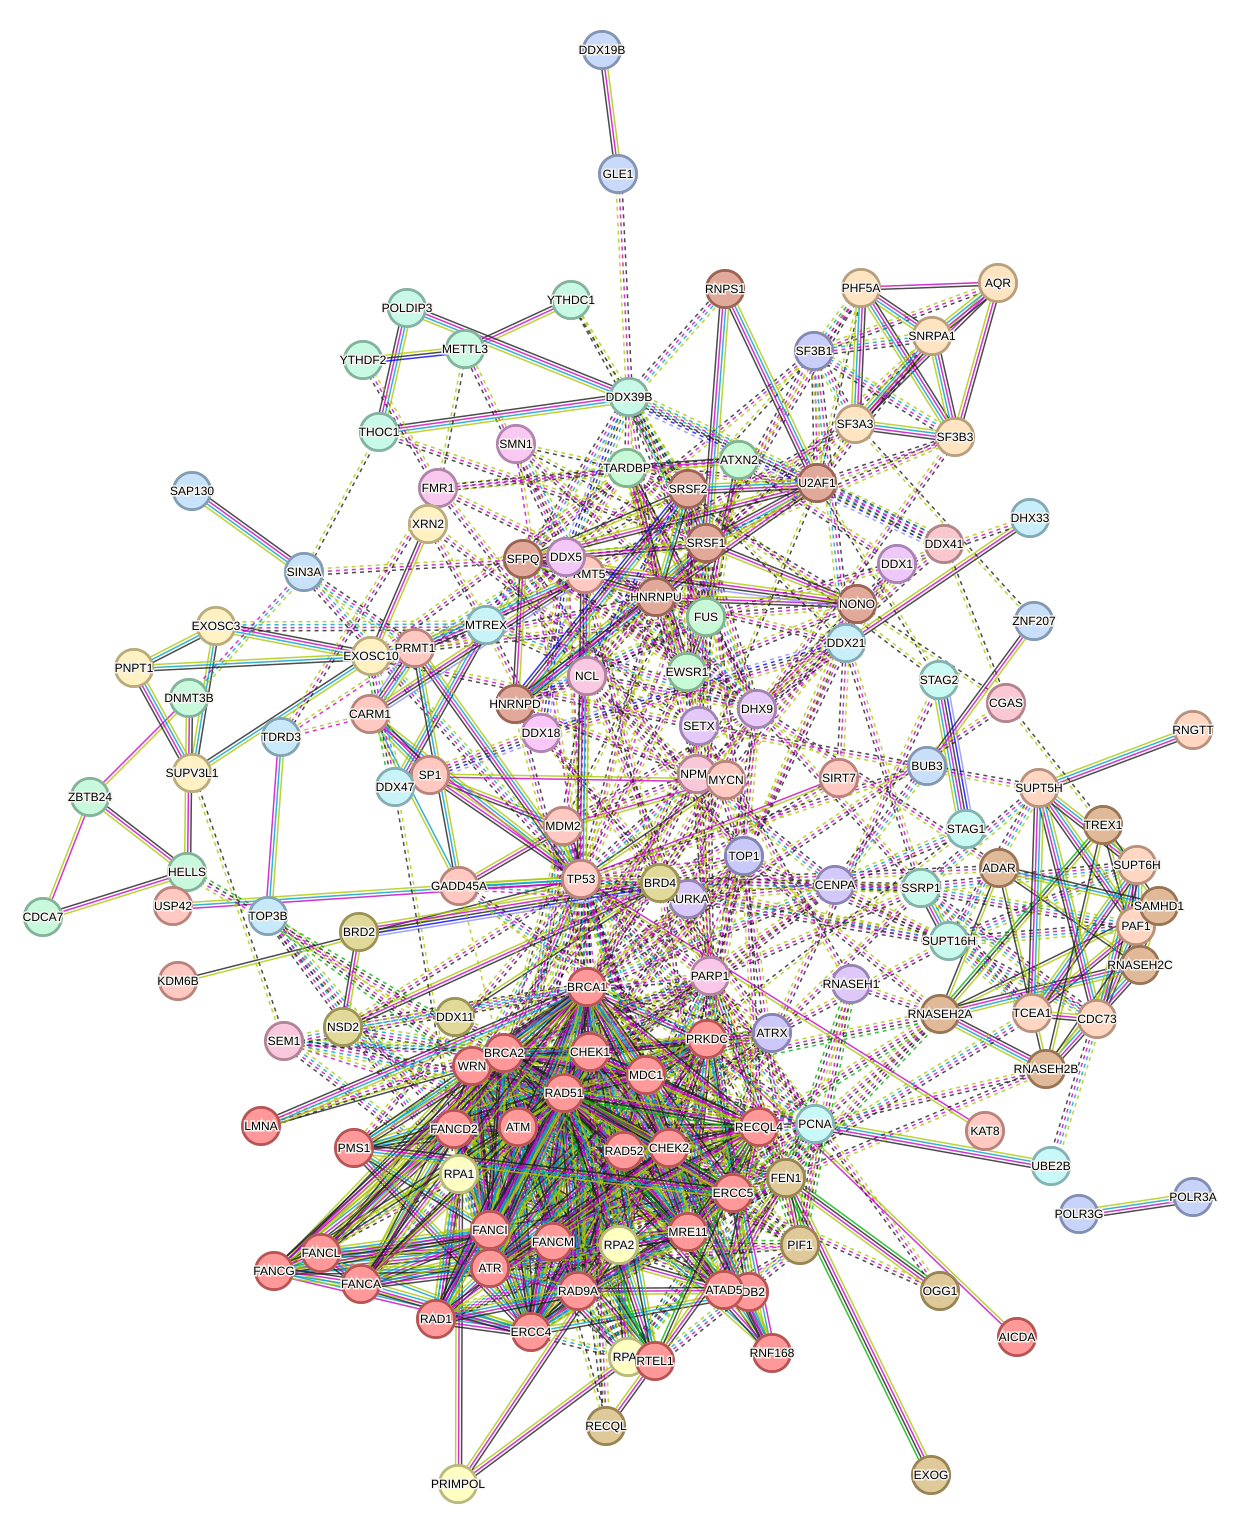 DDX19B
GLE1
PHF5A
AQR
RNPS1
YTHDC1
POLDIP3
SNRPA1
METTL3
SF3B1
YTHDF2
DDX39B
SF3A3
THOC1
SF3B3
SMN1
ATXN2
TARDBP
U2AF1
SRSF2
FMR1
SAP130
DHX33
XRN2
SRSF1
DDX41
SFPQ
DDX5
DDX1
SIN3A
RMT5
HNRNPU
NONO
FUS
ZNF207
EXOSC3
MTREX
DDX21
PRMT1
EXOSC10
PNPT1
EWSR1
NCL
STAG2
DNMT3B
HNRNPD
CGAS
DHX9
CARM1
SETX
RNGTT
DDX18
TDRD3
BUB3
SUPV3L1
NPM
MYCN
SP1
SIRT7
DDX47
SUPT5H
ZBTB24
TREX1
MDM2
STAG1
TOP1
SUPT6H
ADAR
HELLS
TP53
BRD4
CENPA
GADD45A
SSRP1
AURKA
USP42
SAMHD1
CDCA7
TOP3B
PAF1
BRD2
SUPT16H
RNASEH2C
PARP1
KDM6B
RNASEH1
BRCA1
RNASEH2A
TCEA1
DDX11
CDC73
NSD2
ATRX
SEM1
PRKDC
BRCA2
CHEK1
WRN
RNASEH2B
MDC1
RAD51
PCNA
LMNA
FANCD2
ATM
RECQL4
KAT8
PMS1
CHEK2
RAD52
UBE2B
RPA1
FEN1
ERCC5
POLR3A
POLR3G
FANCI
MRE11
FANCM
RPA2
PIF1
FANCL
FANCG
ATR
FANCA
RAD9A
ATAD5
DB2
OGG1
RAD1
ERCC4
AICDA
RNF168
RPA
RTEL1
RECQL
EXOG
PRIMPOL